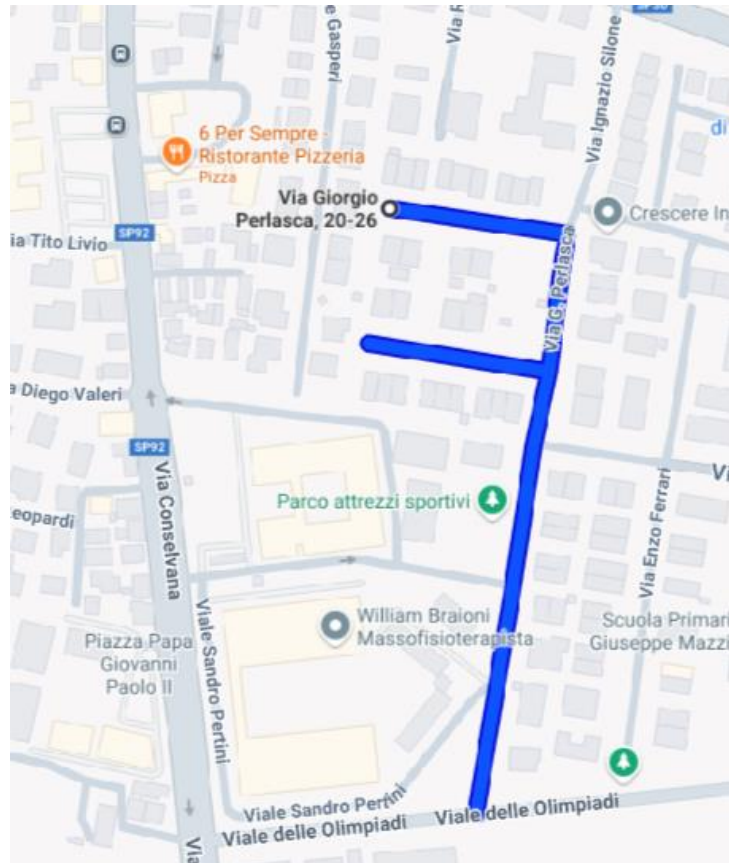 SP30
e Gasperi
Via Ignazio Silone
di
6 Per Sempre -
Ristorante Pizzeria
Pizza
Via Giorgio
Perlasca, 20-26
Crescere In
ia Tito Livio
SP92
Via G. Perlasca
a Diego Valeri
SP92
Via Conselvana
Parco attrezzi sportivi
Via Enzo Ferrari
eopardi
Viale Sandro Pertini
William Braioni
Massofisioterapista
Scuola Primari
Giuseppe Mazzi
Piazza Papa
Giovanni
Paolo II
Viale Sandro Pertini
Viale delle Olimpiadi
Viale delle Olimpiadi